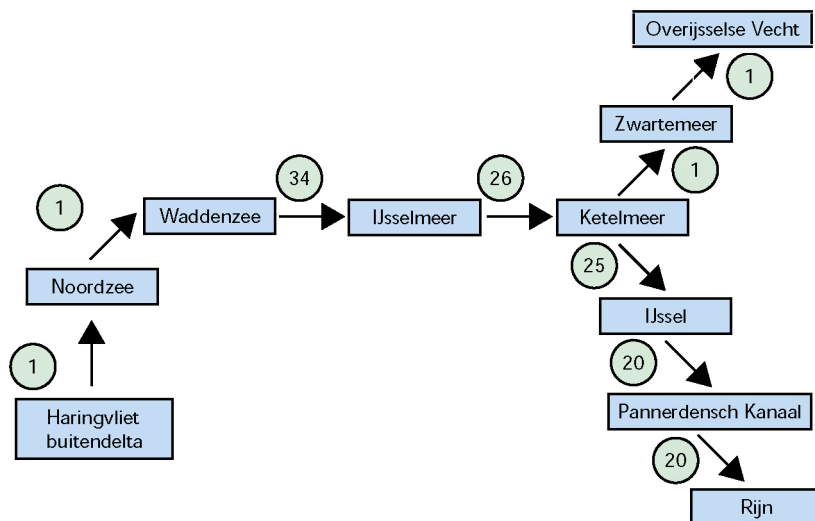 Overijsselse Vecht
1
Zwartemeer
1
34
26
1
Waddenzee
IJsselmeer
Ketelmeer
25
Noordzee
IJssel
1
20
Haringvliet
buitendelta
Pannerdensch Kanaal
20
Rijn